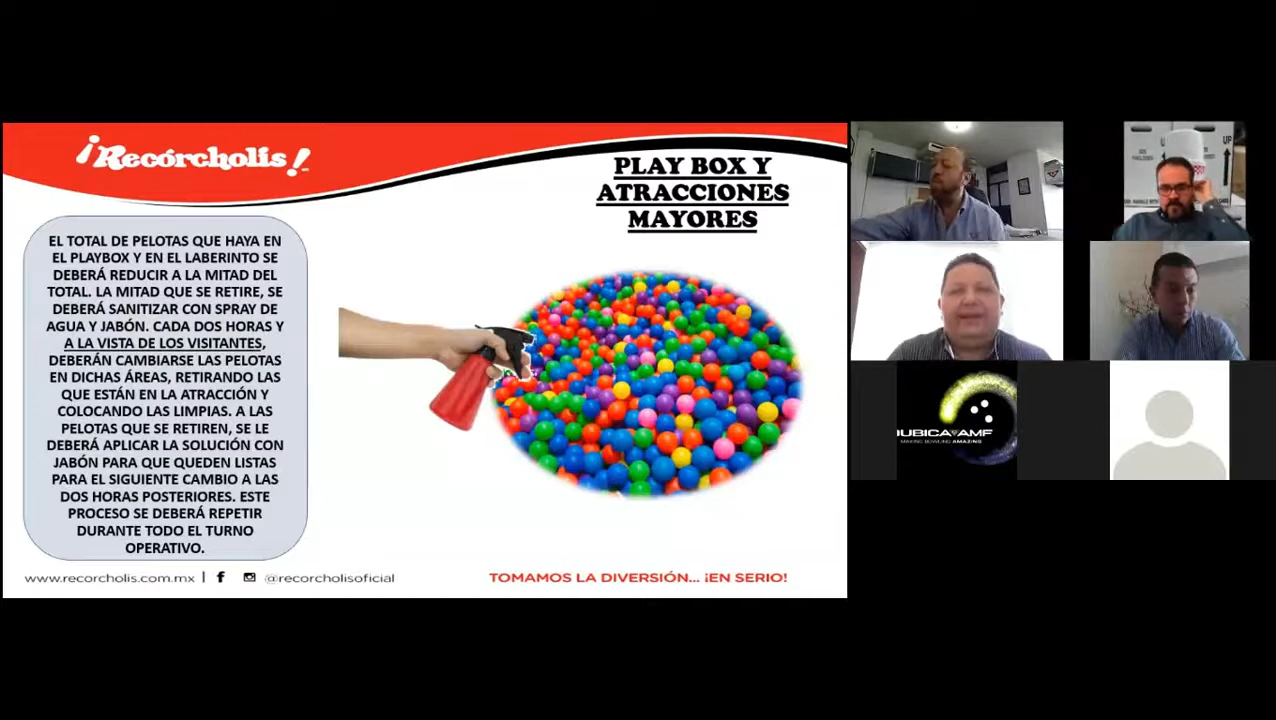 ¡Recórcholis!
PLAY BOX Y
ATRACCIONES
MAYORES
EL TOTAL DE PELOTAS QUE HAYA EN
EL PLAYBOX Y EN EL LABERINTO SE
DEBERÁ REDUCIR A LA MITAD DEL
TOTAL. LA MITAD QUE SE RETIRE, SE
DEBERÁ SANITIZAR CON SPRAY DE
AGUA Y JABÓN. CADA DOS HORAS Y
A LA VISTA DE LOS VISITANTES,
DEBERÁN CAMBIARSE LAS PELOTAS
EN DICHAS ÁREAS, RETIRANDO LAS
QUE ESTÁN EN LA ATRACCIÓN Y
COLOCANDO LAS LIMPIAS. A LAS
PELOTAS QUE SE RETIREN, SE LE
DEBERÁ APLICAR LA SOLUCIÓN CON
JABÓN PARA QUE QUEDEN LISTAS
PARA EL SIGUIENTE CAMBIO A LAS
DOS HORAS POSTERIORES. ESTE
PROCESO SE DEBERÁ REPETIR
DURANTE TODO EL TURNO
OPERATIVO.
www.recorcholis.com.mx | @recorcholisoficial
TOMAMOS LA DIVERSIÓN... ¡EN SERIO!
UP
UBICA AMF
MAKING BOWLING AMAZING